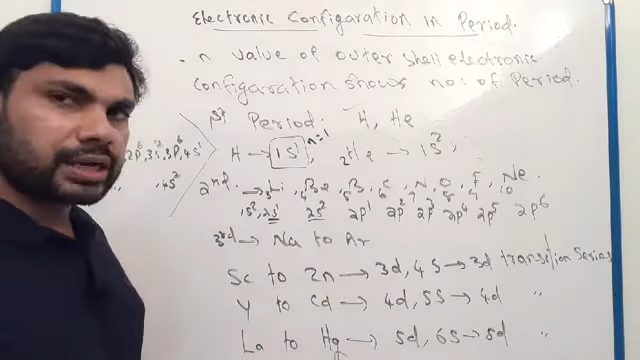 Electronic Configaration in Period.
. n value of outer shell electronic
Configaration shows no: of Period.
1st Period: H, He
H → 1S¹ n=1, ₂He → 1S²,
2p⁶, 3S², 3p⁶, 4S¹
,4S²
2nd. → ₃Li ₄Be ₅B ₆C ₇N ₈O ₉F ₁₀Ne
1S², 2S¹ 2S² 2p¹ 2p² 2p³ 2p⁴ 2p⁵ 2p⁶
3rd → Na to Ar
Sc to Zn → 3d, 4S → 3d transition Series
Y to Cd → 4d, 5S → 4d "
La to Hg → 5d, 6S → 5d "